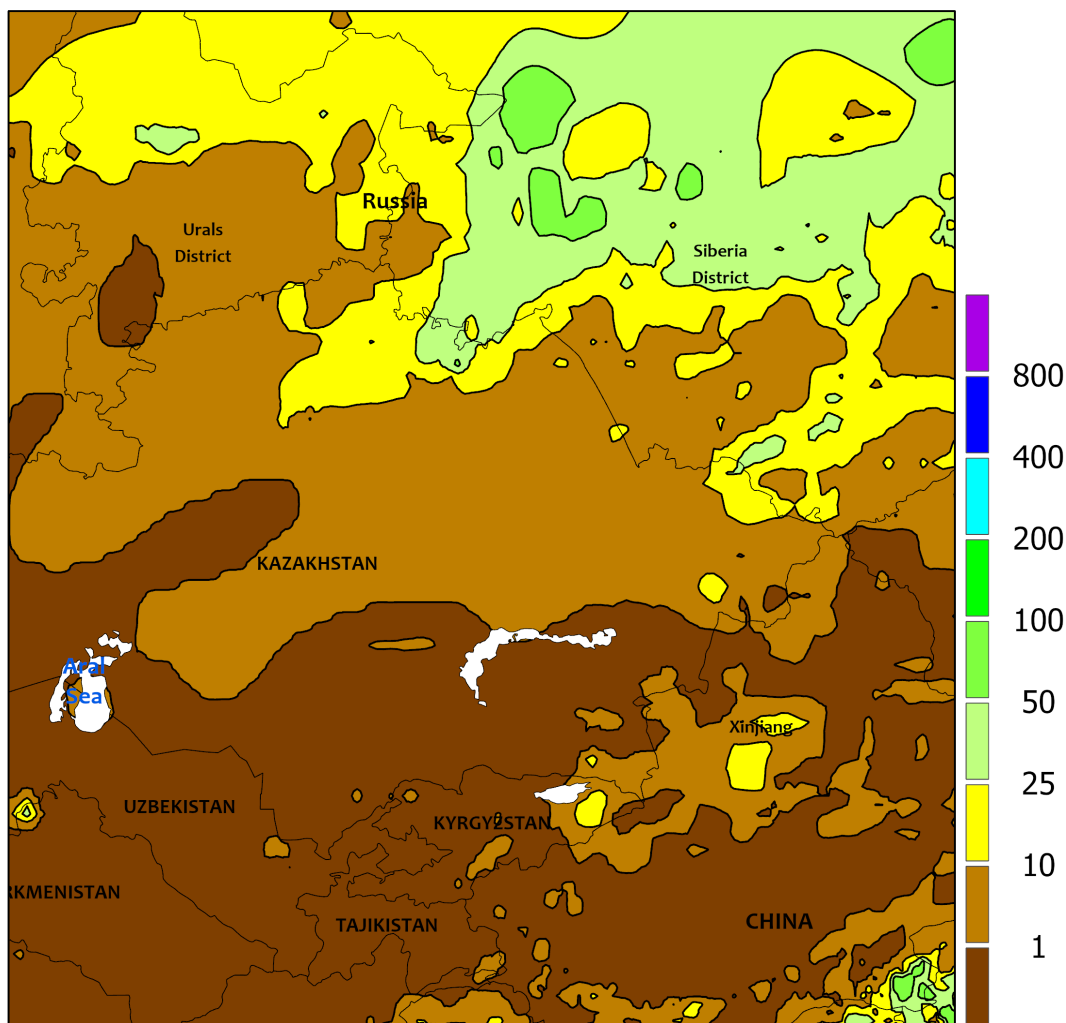 Russia
Urals
District
Siberia
District
800
400
KAZAKHSTAN
200
100
Aral
Sea
50
Xinjiang
25
UZBEKISTAN
KYRGYZSTAN
10
RKMENISTAN
TAJIKISTAN
CHINA
1